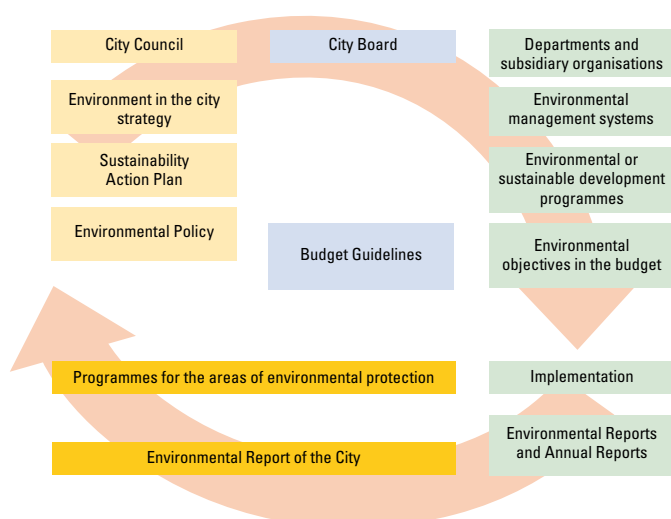 City Council
City Board
Departments and
subsidiary organisations
Environment in the city
strategy
Environmental
management systems
Sustainability
Action Plan
Environmental or
sustainable development
programmes
Environmental Policy
Budget Guidelines
Environmental
objectives in the budget
Programmes for the areas of environmental protection
Implementation
Environmental Report of the City
Environmental Reports
and Annual Reports